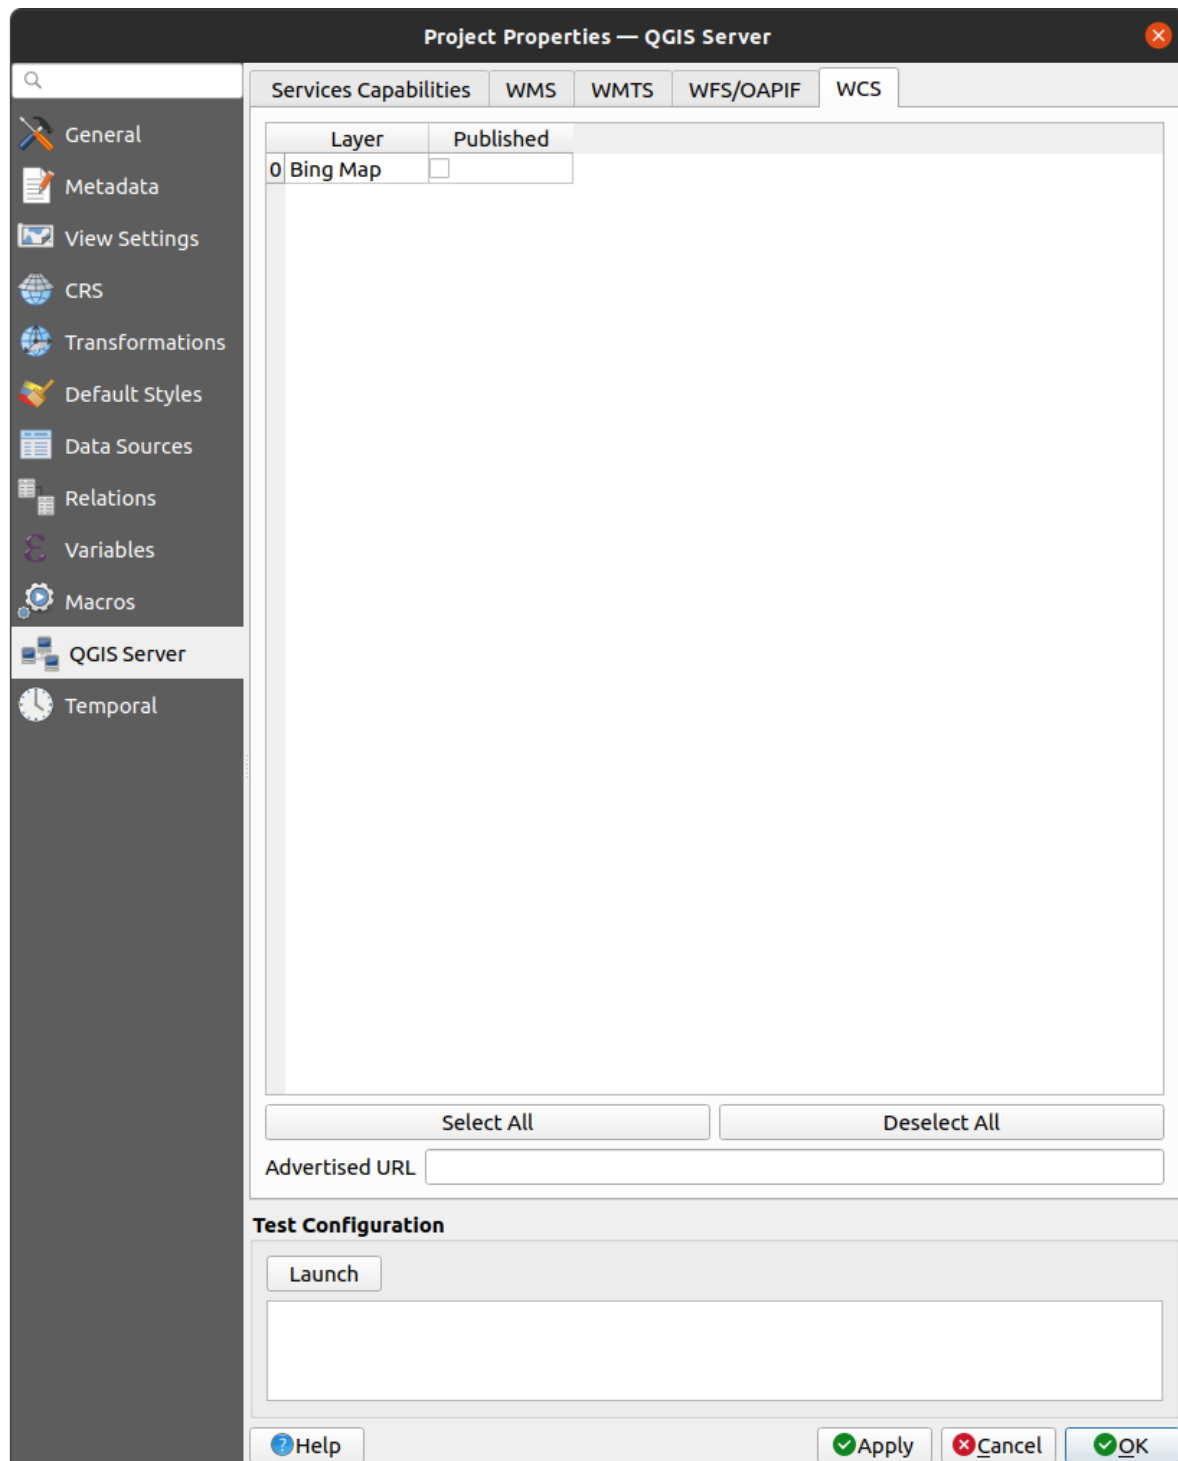 Project Properties — QGIS Server
Services Capabilities WMS WMTS WFS/OAPIF WCS
General
Metadata
View Settings
CRS
Transformations
Default Styles
Data Sources
Relations
Variables
Macros
QGIS Server
Temporal
Layer Published
0 Bing Map
Select All Deselect All
Advertised URL
Test Configuration
Launch
Help Apply Cancel OK